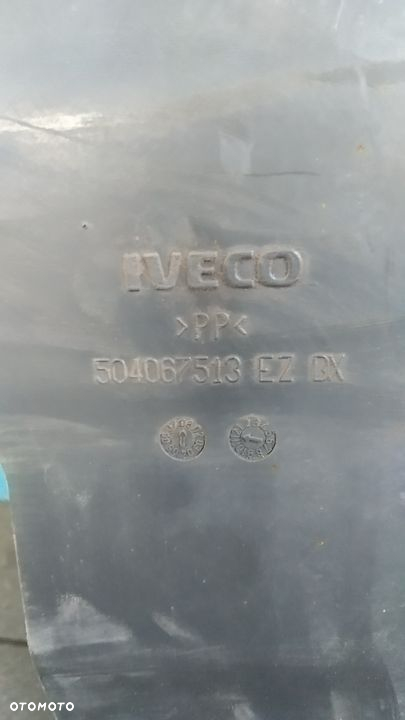 IVECO
>PP<
504067513 EZ DX
OTOMOTO